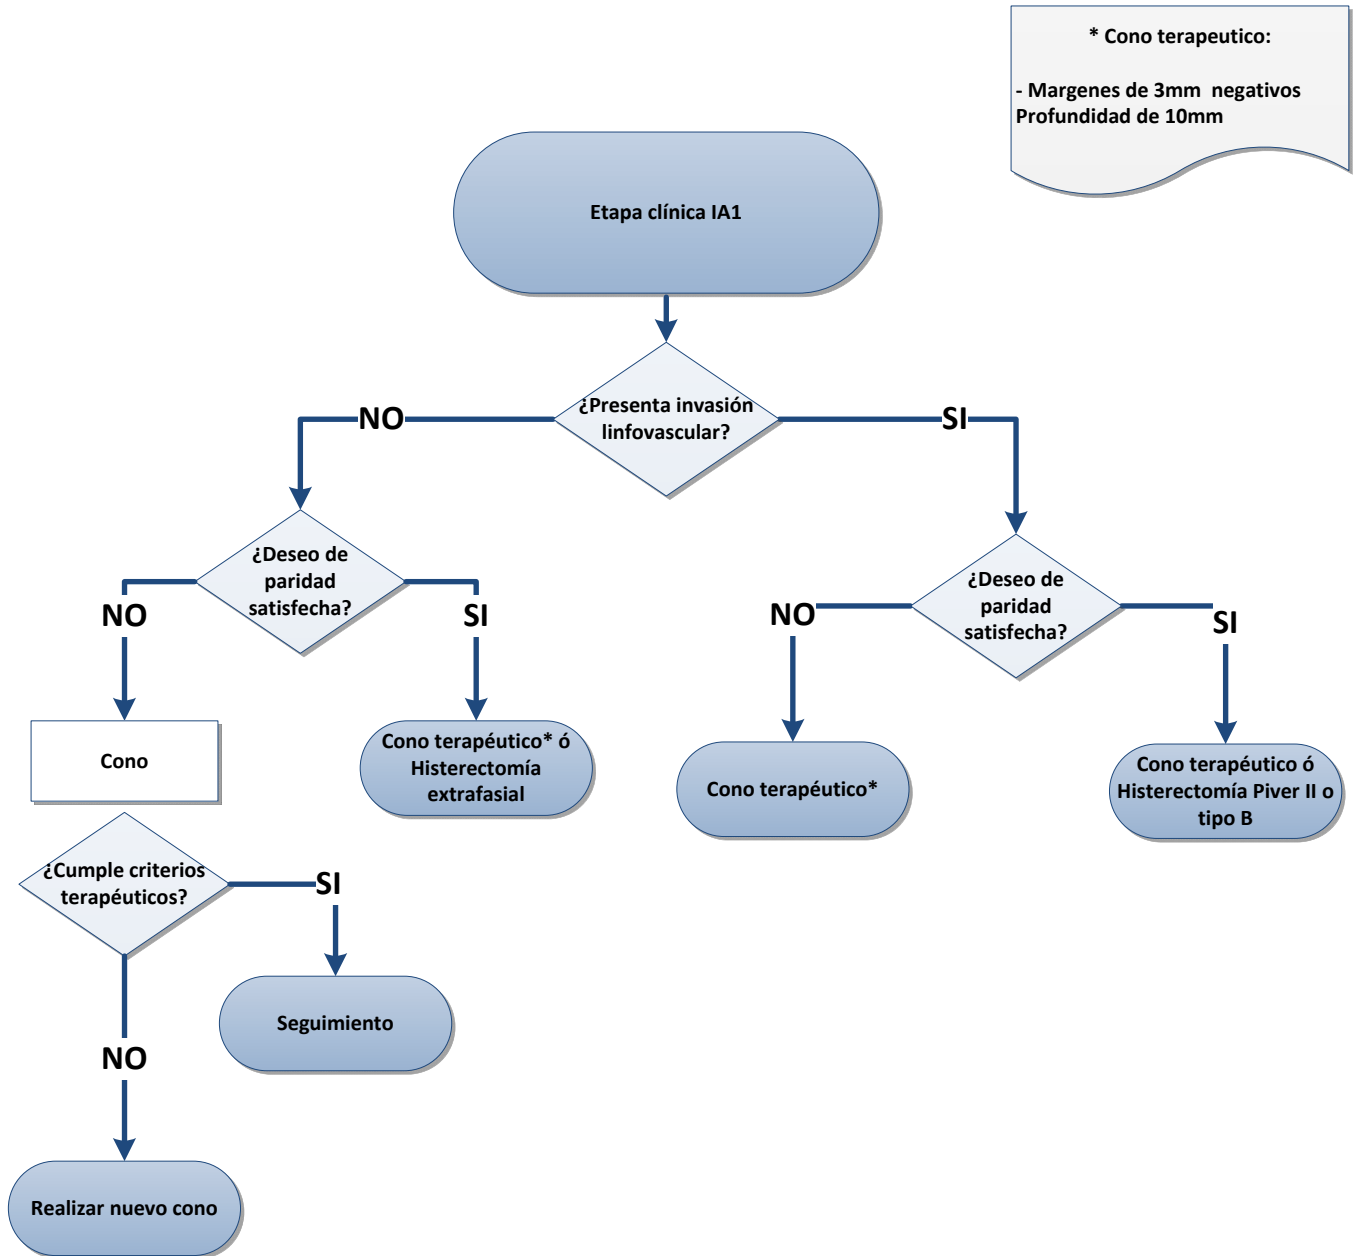 * Cono terapeutico:
- Margenes de 3mm  negativos
Profundidad de 10mm
Etapa clínica IA1
¿Presenta invasión
linfovascular?
NO
SI
¿Deseo de
paridad
satisfecha?
NO
SI
¿Deseo de
paridad
satisfecha?
NO
SI
Cono
Cono terapéutico* ó
Histerectomía
extrafasial
Cono terapéutico*
Cono terapéutico ó
Histerectomía Piver II o
tipo B
¿Cumple criterios
terapéuticos?
SI
Seguimiento
NO
Realizar nuevo cono